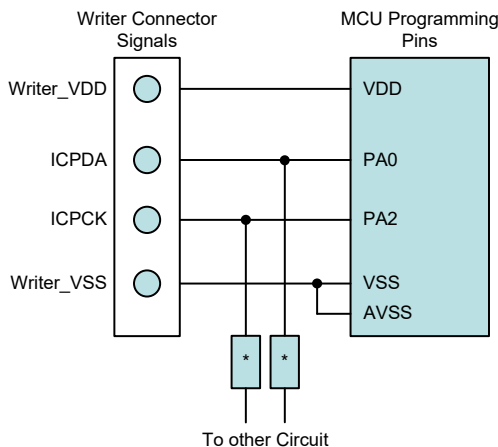 Writer Connector
Signals
MCU Programming
Pins
Writer_VDD
VDD
ICPDA
PA0
ICPCK
PA2
Writer_VSS
VSS
AVSS
*
*
To other Circuit